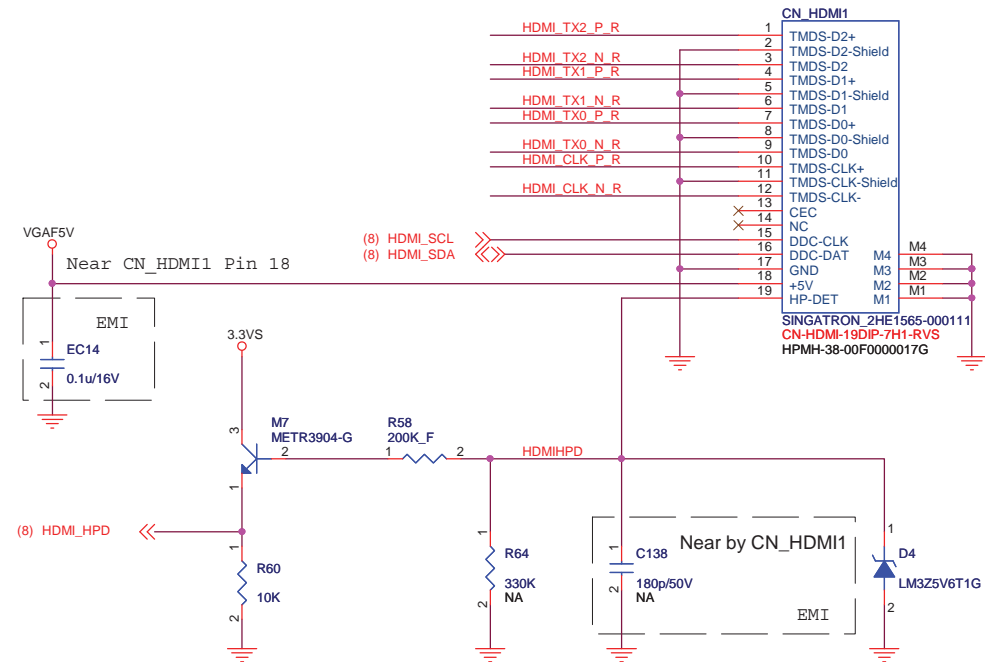 CN_HDMI1
HDMI_TX2_P_R 1 TMDS-D2+
2 TMDS-D2-Shield
HDMI_TX2_N_R 3 TMDS-D2
HDMI_TX1_P_R 4 TMDS-D1+
5 TMDS-D1-Shield
HDMI_TX1_N_R 6 TMDS-D1
HDMI_TX0_P_R 7 TMDS-D0+
8 TMDS-D0-Shield
HDMI_TX0_N_R 9 TMDS-D0
HDMI_CLK_P_R 10 TMDS-CLK+
11 TMDS-CLK-Shield
HDMI_CLK_N_R 12 TMDS-CLK-
13 CEC
14 NC
(8) HDMI_SCL 15 DDC-CLK
(8) HDMI_SDA 16 DDC-DAT M4 M4
17 GND M3 M3
18 +5V M2 M2
19 HP-DET M1 M1
SINGATRON_2HE1565-000111
CN-HDMI-19DIP-7H1-RVS
HPMH-38-00F0000017G
VGAF5V
Near CN_HDMI1 Pin 18
EMI
1
EC14
0.1u/16V
2
3.3VS
M7
METR3904-G
3
2
1
R58
200K_F
1 2
HDMIHPD
(8) HDMI_HPD
1
R60
10K
2
1
R64
330K
NA
2
Near by CN_HDMI1
1
C138
180p/50V
NA
2
EMI
1
D4
LM3Z5V6T1G
2